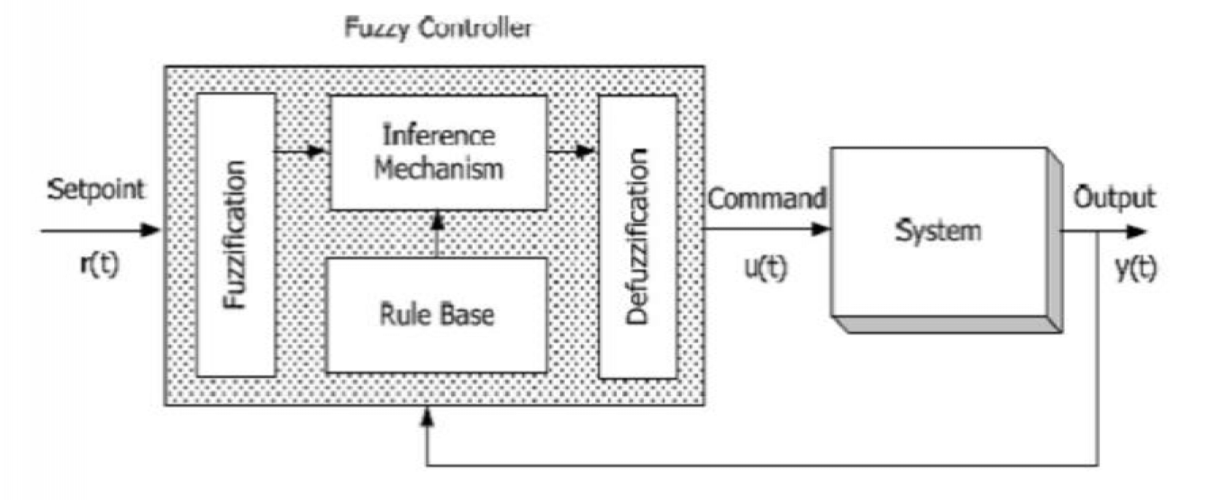 Fuzzy Controller
Setpoint
r(t)
Fuzzification
Inference
Mechanism
Rule Base
Defuzzification
Command
u(t)
System
Output
y(t)